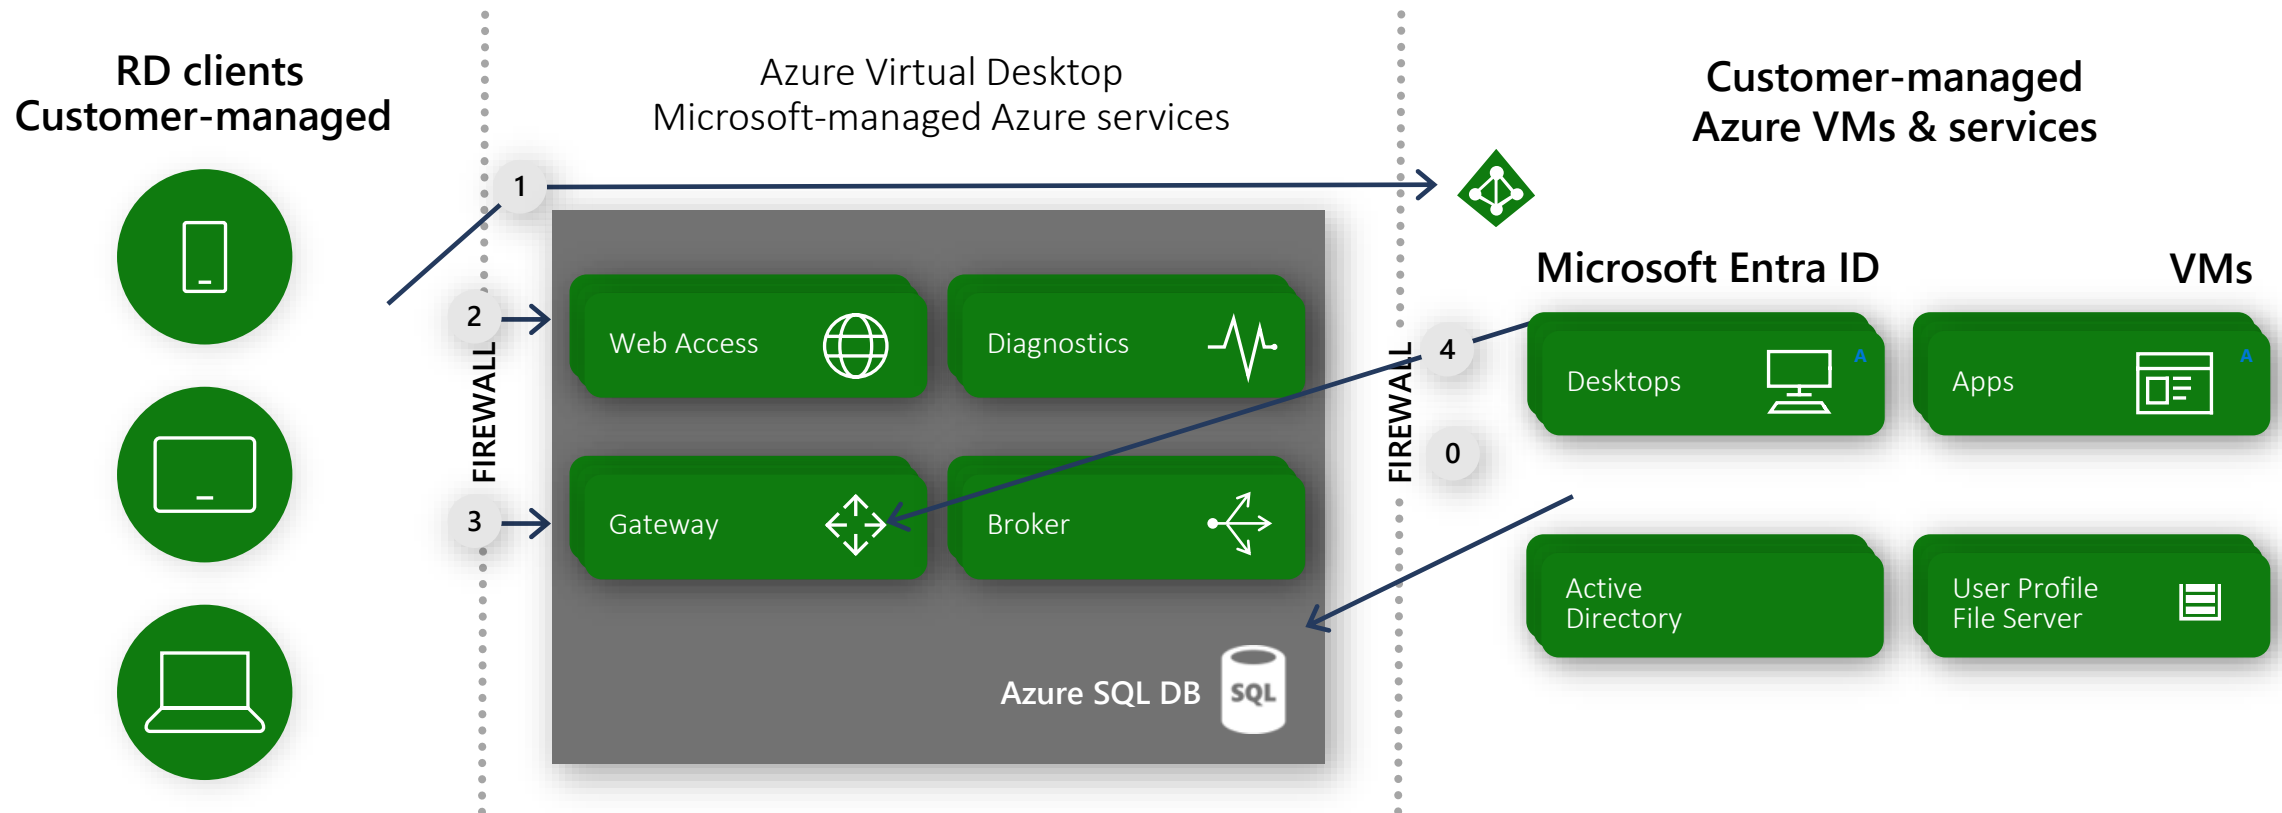 RD clients
Customer-managed
Azure Virtual Desktop
Microsoft-managed Azure services
Customer-managed
Azure VMs & services
1
Microsoft Entra ID
VMs
2
FIREWALL
3
Web Access
Diagnostics
Gateway
Broker
Azure SQL DB
SQL
FIREWALL
4
0
Desktops
A
Apps
A
Active
Directory
User Profile
File Server